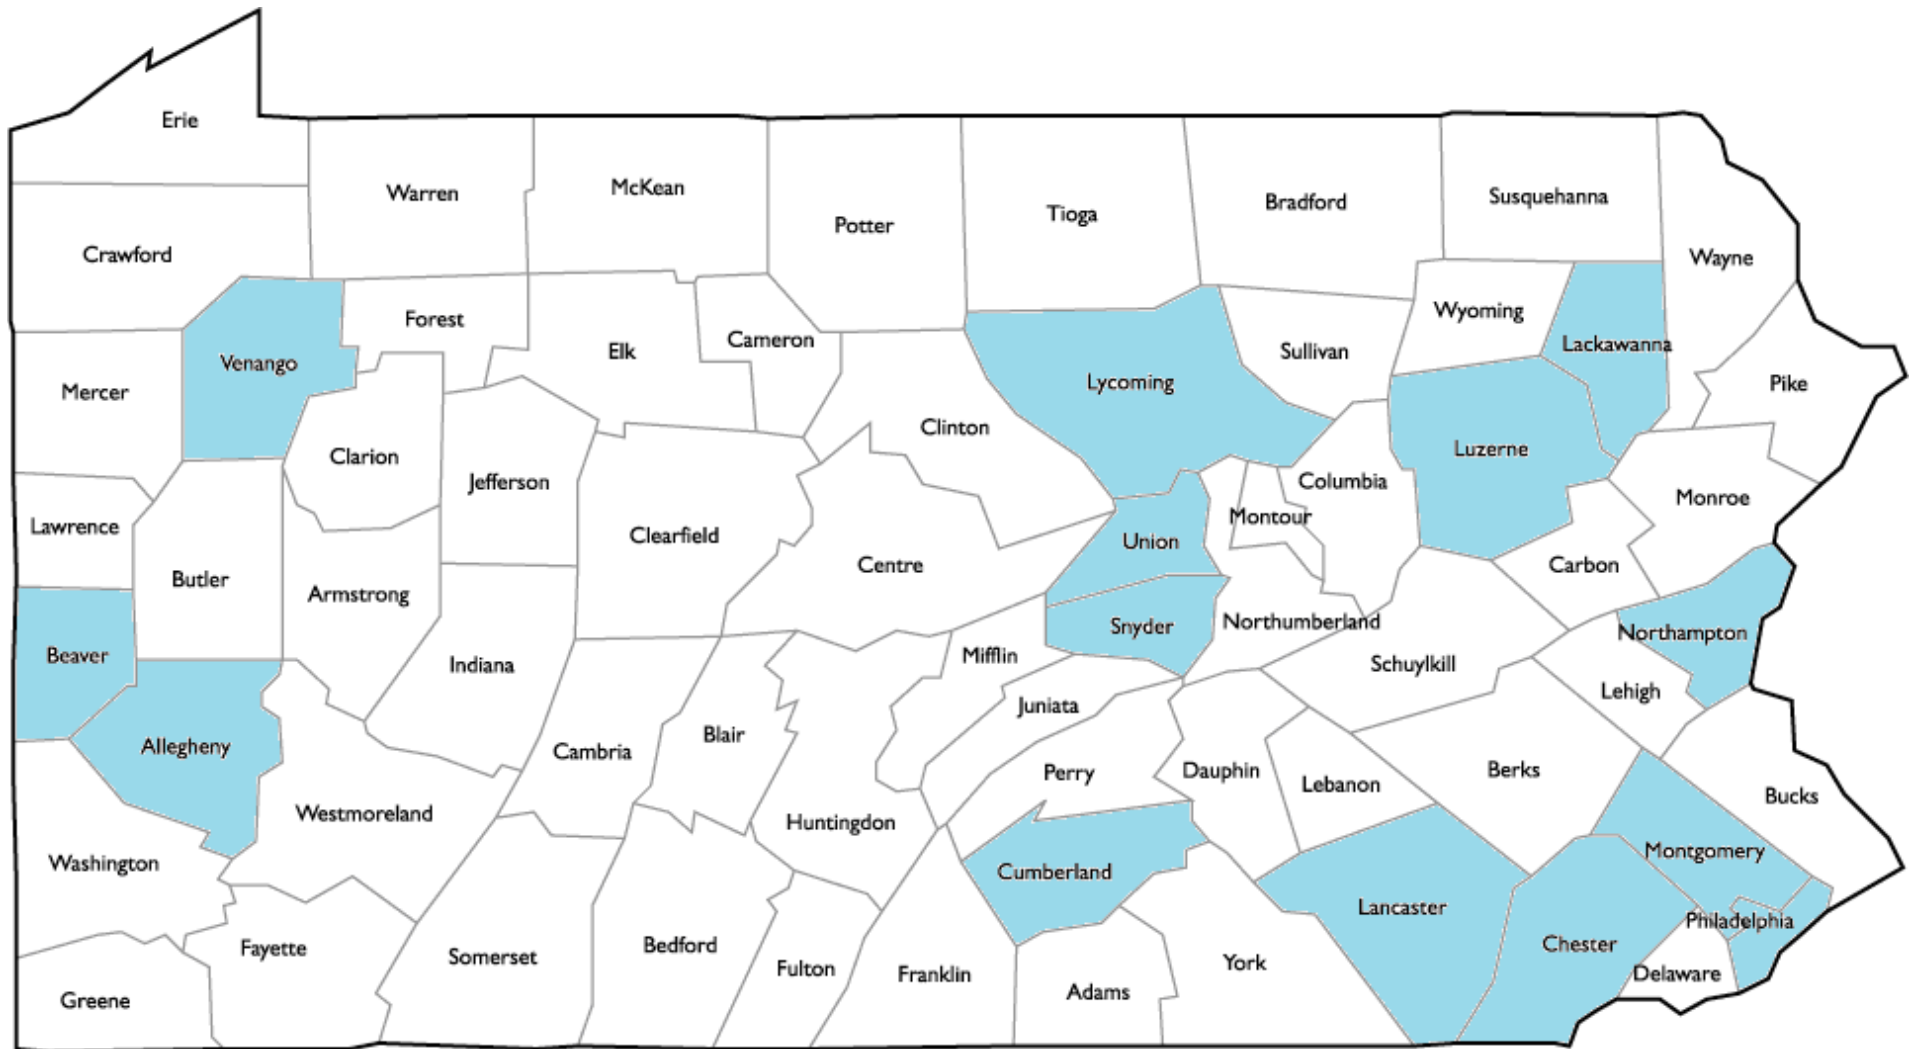 Erie
Warren
McKean
Potter
Tioga
Bradford
Susquehanna
Wayne
Crawford
Venango
Forest
Elk
Cameron
Lycoming
Sullivan
Wyoming
Lackawanna
Pike
Mercer
Clarion
Jefferson
Clinton
Columbia
Luzerne
Monroe
Lawrence
Butler
Armstrong
Clearfield
Centre
Union
Montour
Carbon
Beaver
Indiana
Mifflin
Snyder
Northumberland
Schuylkill
Northampton
Lehigh
Allegheny
Cambria
Blair
Juniata
Perry
Dauphin
Lebanon
Berks
Bucks
Westmoreland
Huntingdon
Washington
Cumberland
Lancaster
Montgomery
Philadelphia
Chester
Delaware
Fayette
Somerset
Bedford
Fulton
Franklin
York
Greene
Adams